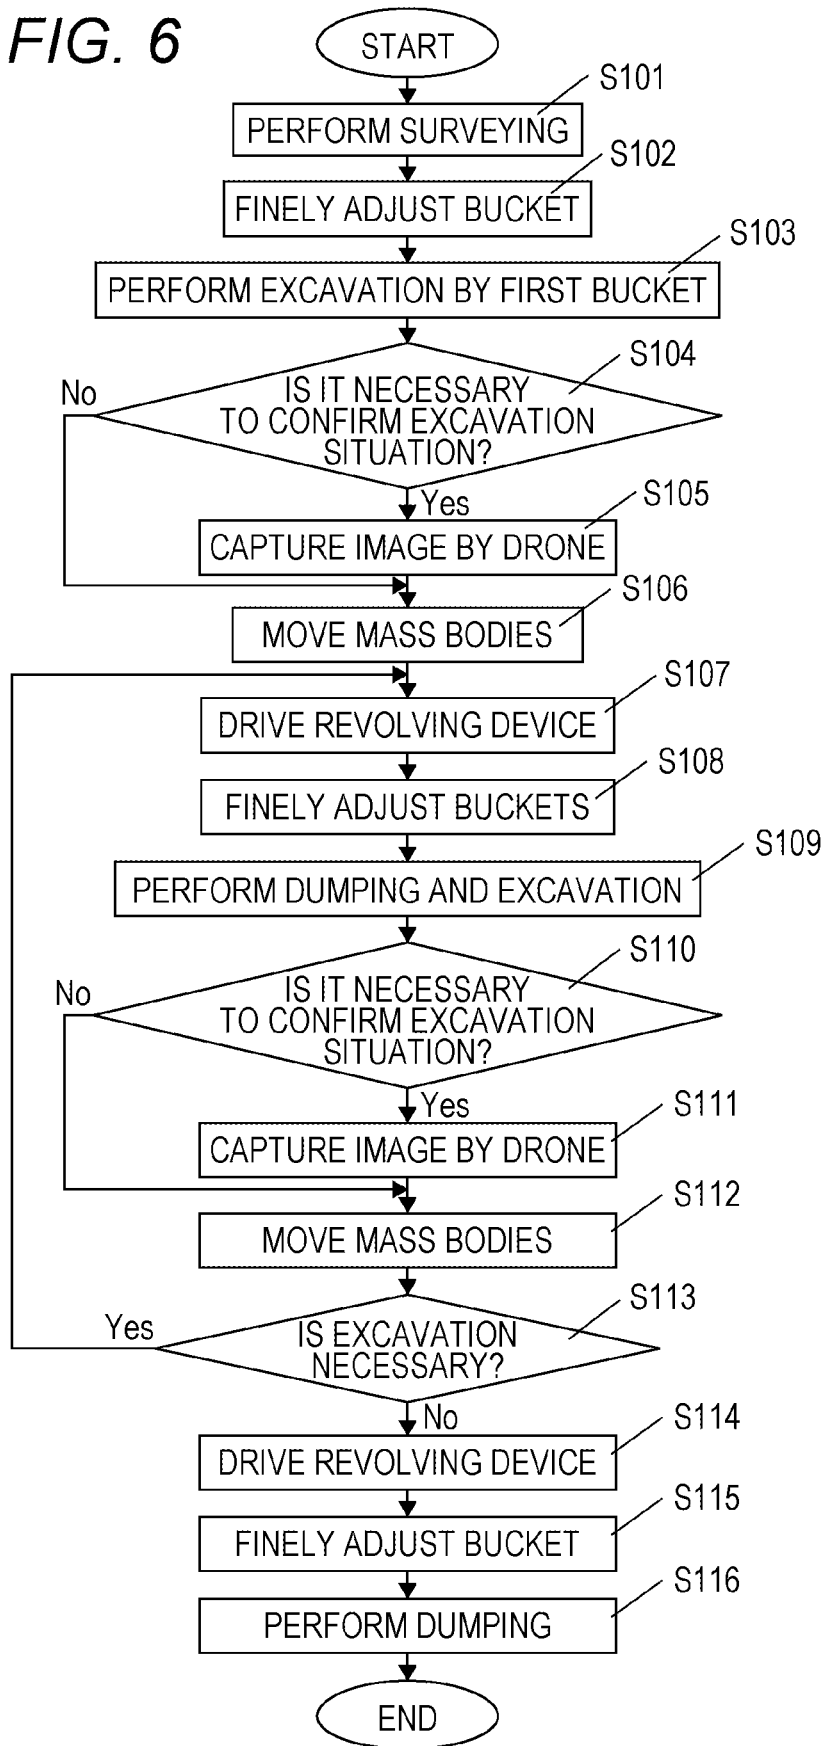 FIG. 6
START
S101
PERFORM SURVEYING
S102
FINELY ADJUST BUCKET
S103
PERFORM EXCAVATION BY FIRST BUCKET
S104
No
IS IT NECESSARY
TO CONFIRM EXCAVATION
SITUATION?
Yes
S105
CAPTURE IMAGE BY DRONE
S106
MOVE MASS BODIES
S107
DRIVE REVOLVING DEVICE
S108
FINELY ADJUST BUCKETS
S109
PERFORM DUMPING AND EXCAVATION
S110
No
IS IT NECESSARY
TO CONFIRM EXCAVATION
SITUATION?
Yes
S111
CAPTURE IMAGE BY DRONE
S112
MOVE MASS BODIES
S113
Yes
IS EXCAVATION
NECESSARY?
No
S114
DRIVE REVOLVING DEVICE
S115
FINELY ADJUST BUCKET
S116
PERFORM DUMPING
END